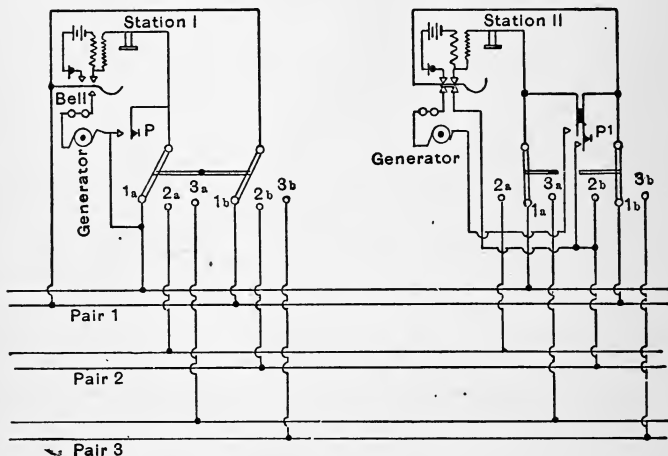 Station I
Bell
Generator
P
1a
2a
3a
1b
2b
3b
Station II
Generator
P1
2a
1a
3a
2b
1b
3b
Pair 1
Pair 2
Pair 3